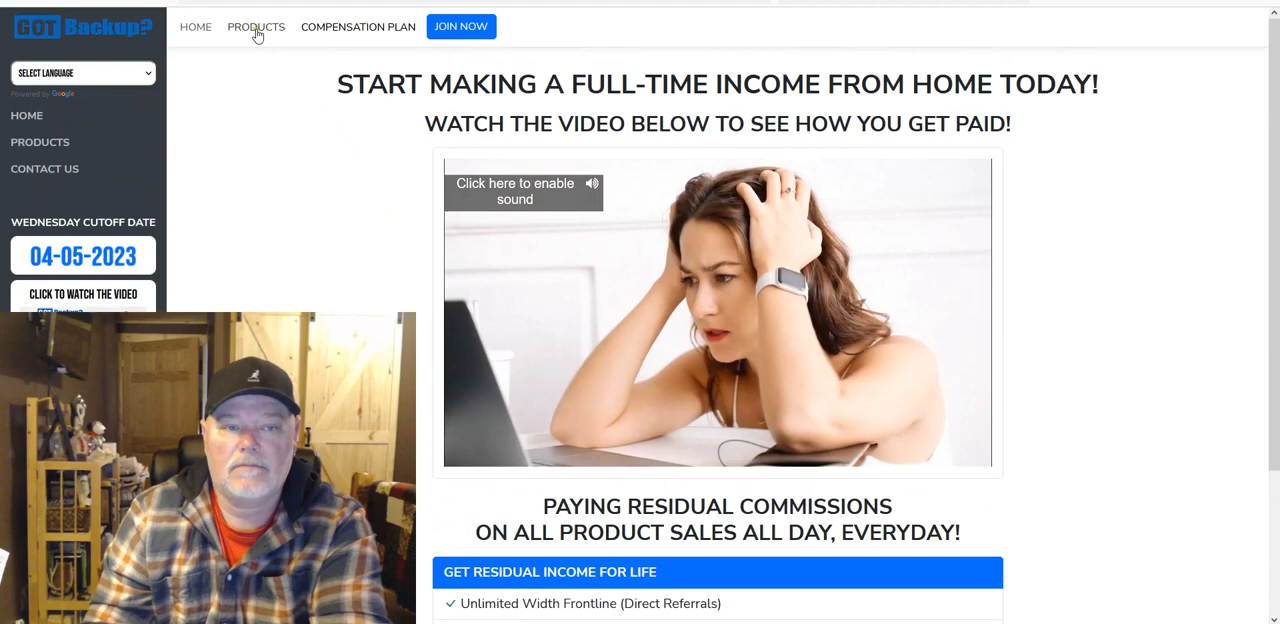 GOT Backup?
HOME
PRODUCTS
COMPENSATION PLAN
JOIN NOW
SELECT LANGUAGE
Powered by Google
HOME
PRODUCTS
CONTACT US
WEDNESDAY CUTOFF DATE
04-05-2023
CLICK TO WATCH THE VIDEO
START MAKING A FULL-TIME INCOME FROM HOME TODAY!
WATCH THE VIDEO BELOW TO SEE HOW YOU GET PAID!
Click here to enable
sound
PAYING RESIDUAL COMMISSIONS
ON ALL PRODUCT SALES ALL DAY, EVERYDAY!
GET RESIDUAL INCOME FOR LIFE
Unlimited Width Frontline (Direct Referrals)